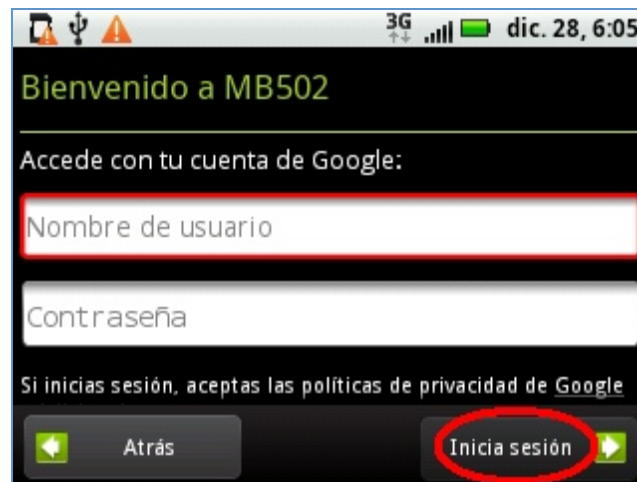 3G dic. 28, 6:05
Bienvenido a MB502
Accede con tu cuenta de Google:
Nombre de usuario
Contraseña
Si inicias sesión, aceptas las políticas de privacidad de Google
Atrás Inicia sesión